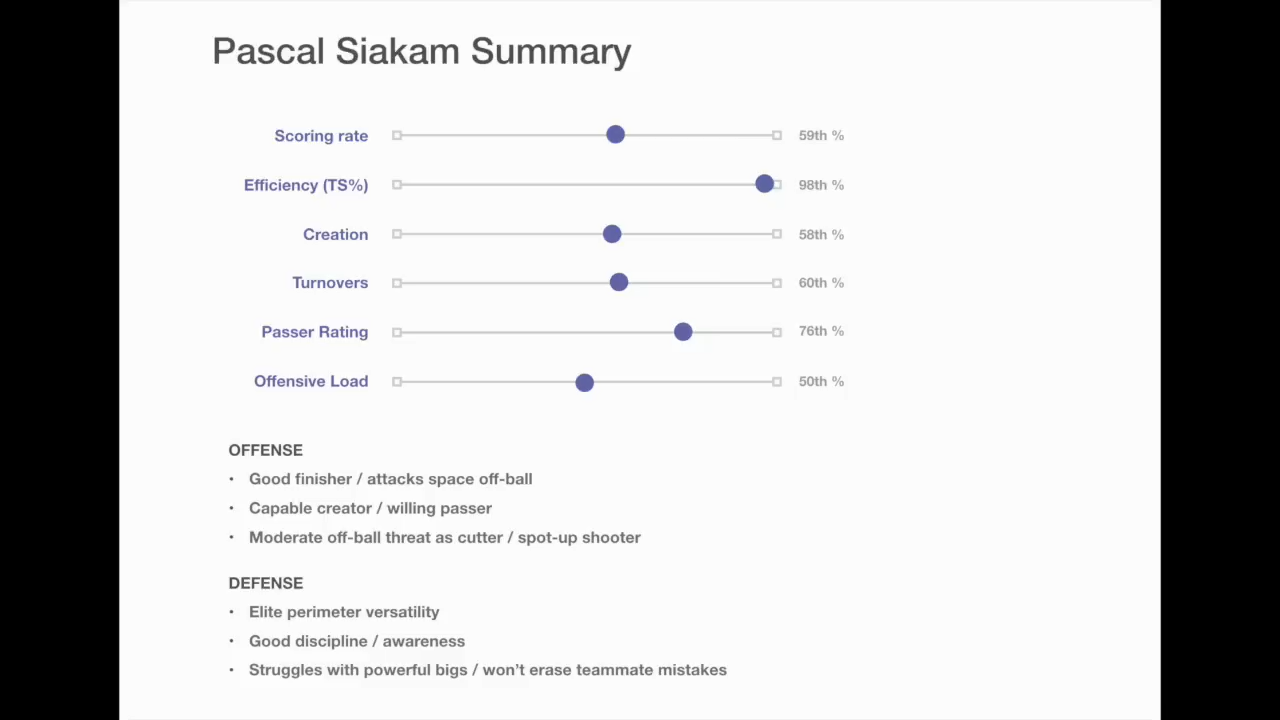 Pascal Siakam Summary
Scoring rate 59th %
Efficiency (TS%) 98th %
Creation 58th %
Turnovers 60th %
Passer Rating 76th %
Offensive Load 50th %
OFFENSE
• Good finisher / attacks space off-ball
• Capable creator / willing passer
• Moderate off-ball threat as cutter / spot-up shooter
DEFENSE
• Elite perimeter versatility
• Good discipline / awareness
• Struggles with powerful bigs / won’t erase teammate mistakes